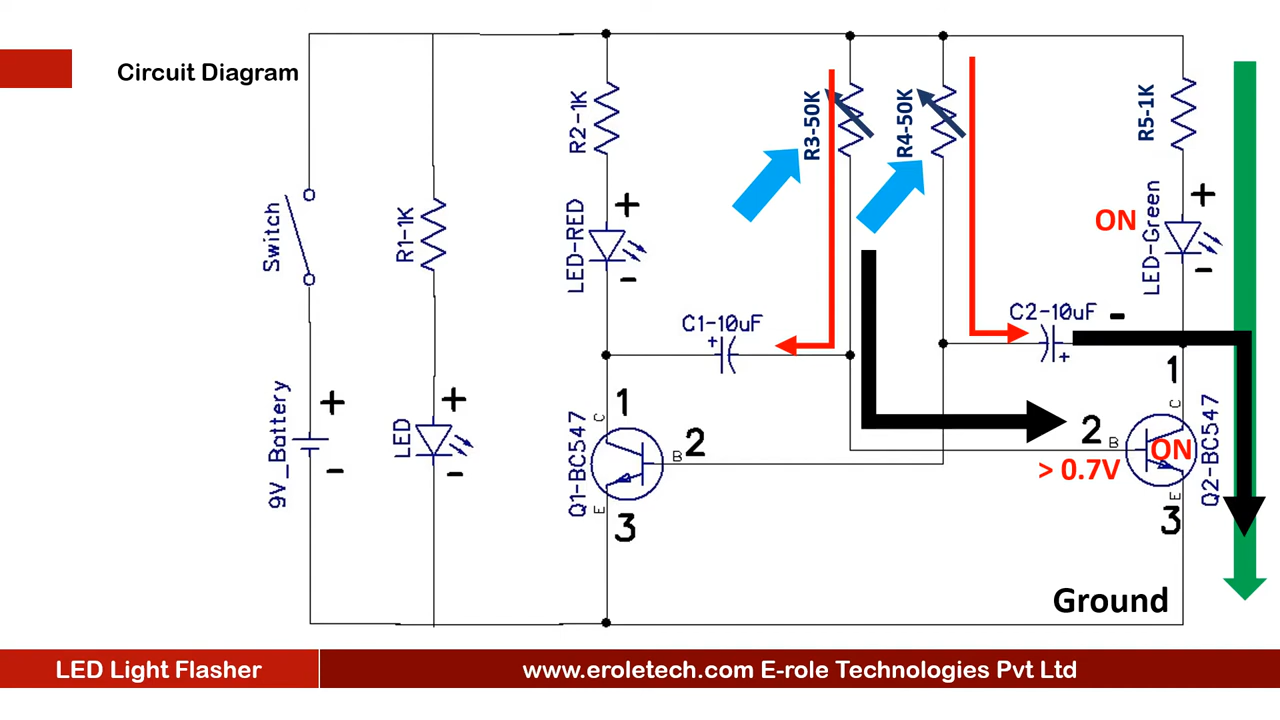 Circuit Diagram
Switch
9V_Battery
+
-
R1-1K
LED
+
-
R2-1K
LED-RED
+
-
C1-10uF
+
1
C
2
B
Q1-BC547
E
3
R3-50K
R4-50K
C2-10uF
-
+
R5-1K
ON
LED-Green
+
-
1
C
2
B
> 0.7V
ON
Q2-BC547
E
3
Ground
LED Light Flasher
www.eroletech.com E-role Technologies Pvt Ltd